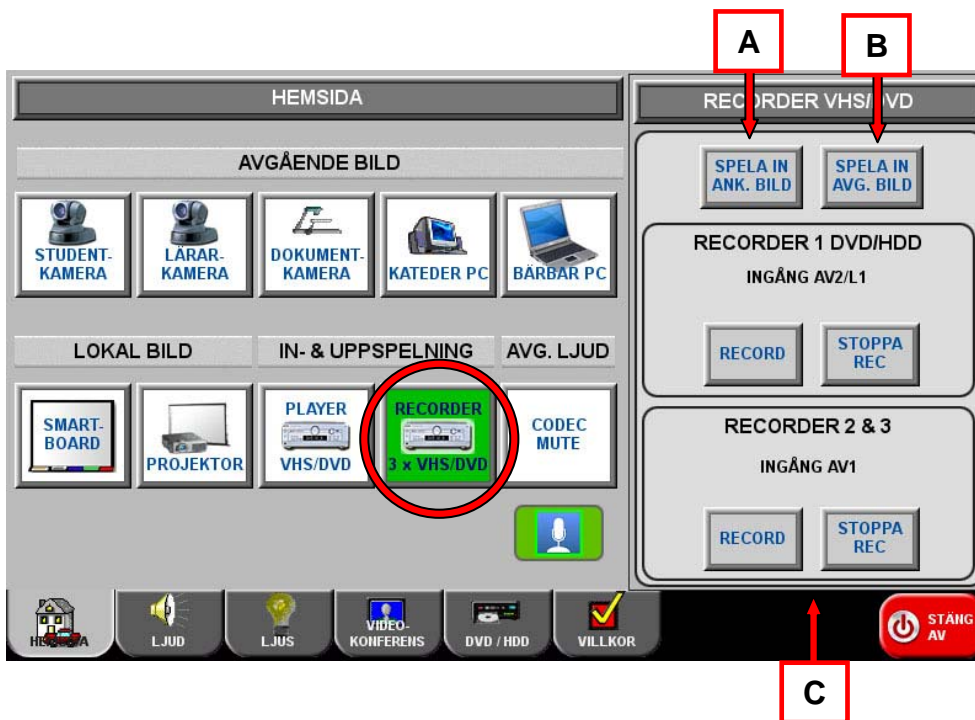 A
B
HEMSIDA
RECORDER VHS/DVD
AVGÅENDE BILD
SPELA IN
ANK. BILD
SPELA IN
AVG. BILD
STUDENT-
KAMERA
LÄRAR-
KAMERA
DOKUMENT-
KAMERA
KATEDER PC
BÄRBAR PC
RECORDER 1 DVD/HDD
INGÅNG AV2/L1
RECORD
STOPPA
REC
LOKAL BILD
IN- & UPPSPELNING
AVG. LJUD
SMART-
BOARD
PROJEKTOR
PLAYER
VHS/DVD
RECORDER
3 x VHS/DVD
CODEC
MUTE
RECORDER 2 & 3
INGÅNG AV1
RECORD
STOPPA
REC
HEMSIDA
LJUD
LJUS
VIDEO-
KONFERENS
DVD / HDD
VILLKOR
STÄNG
AV
C